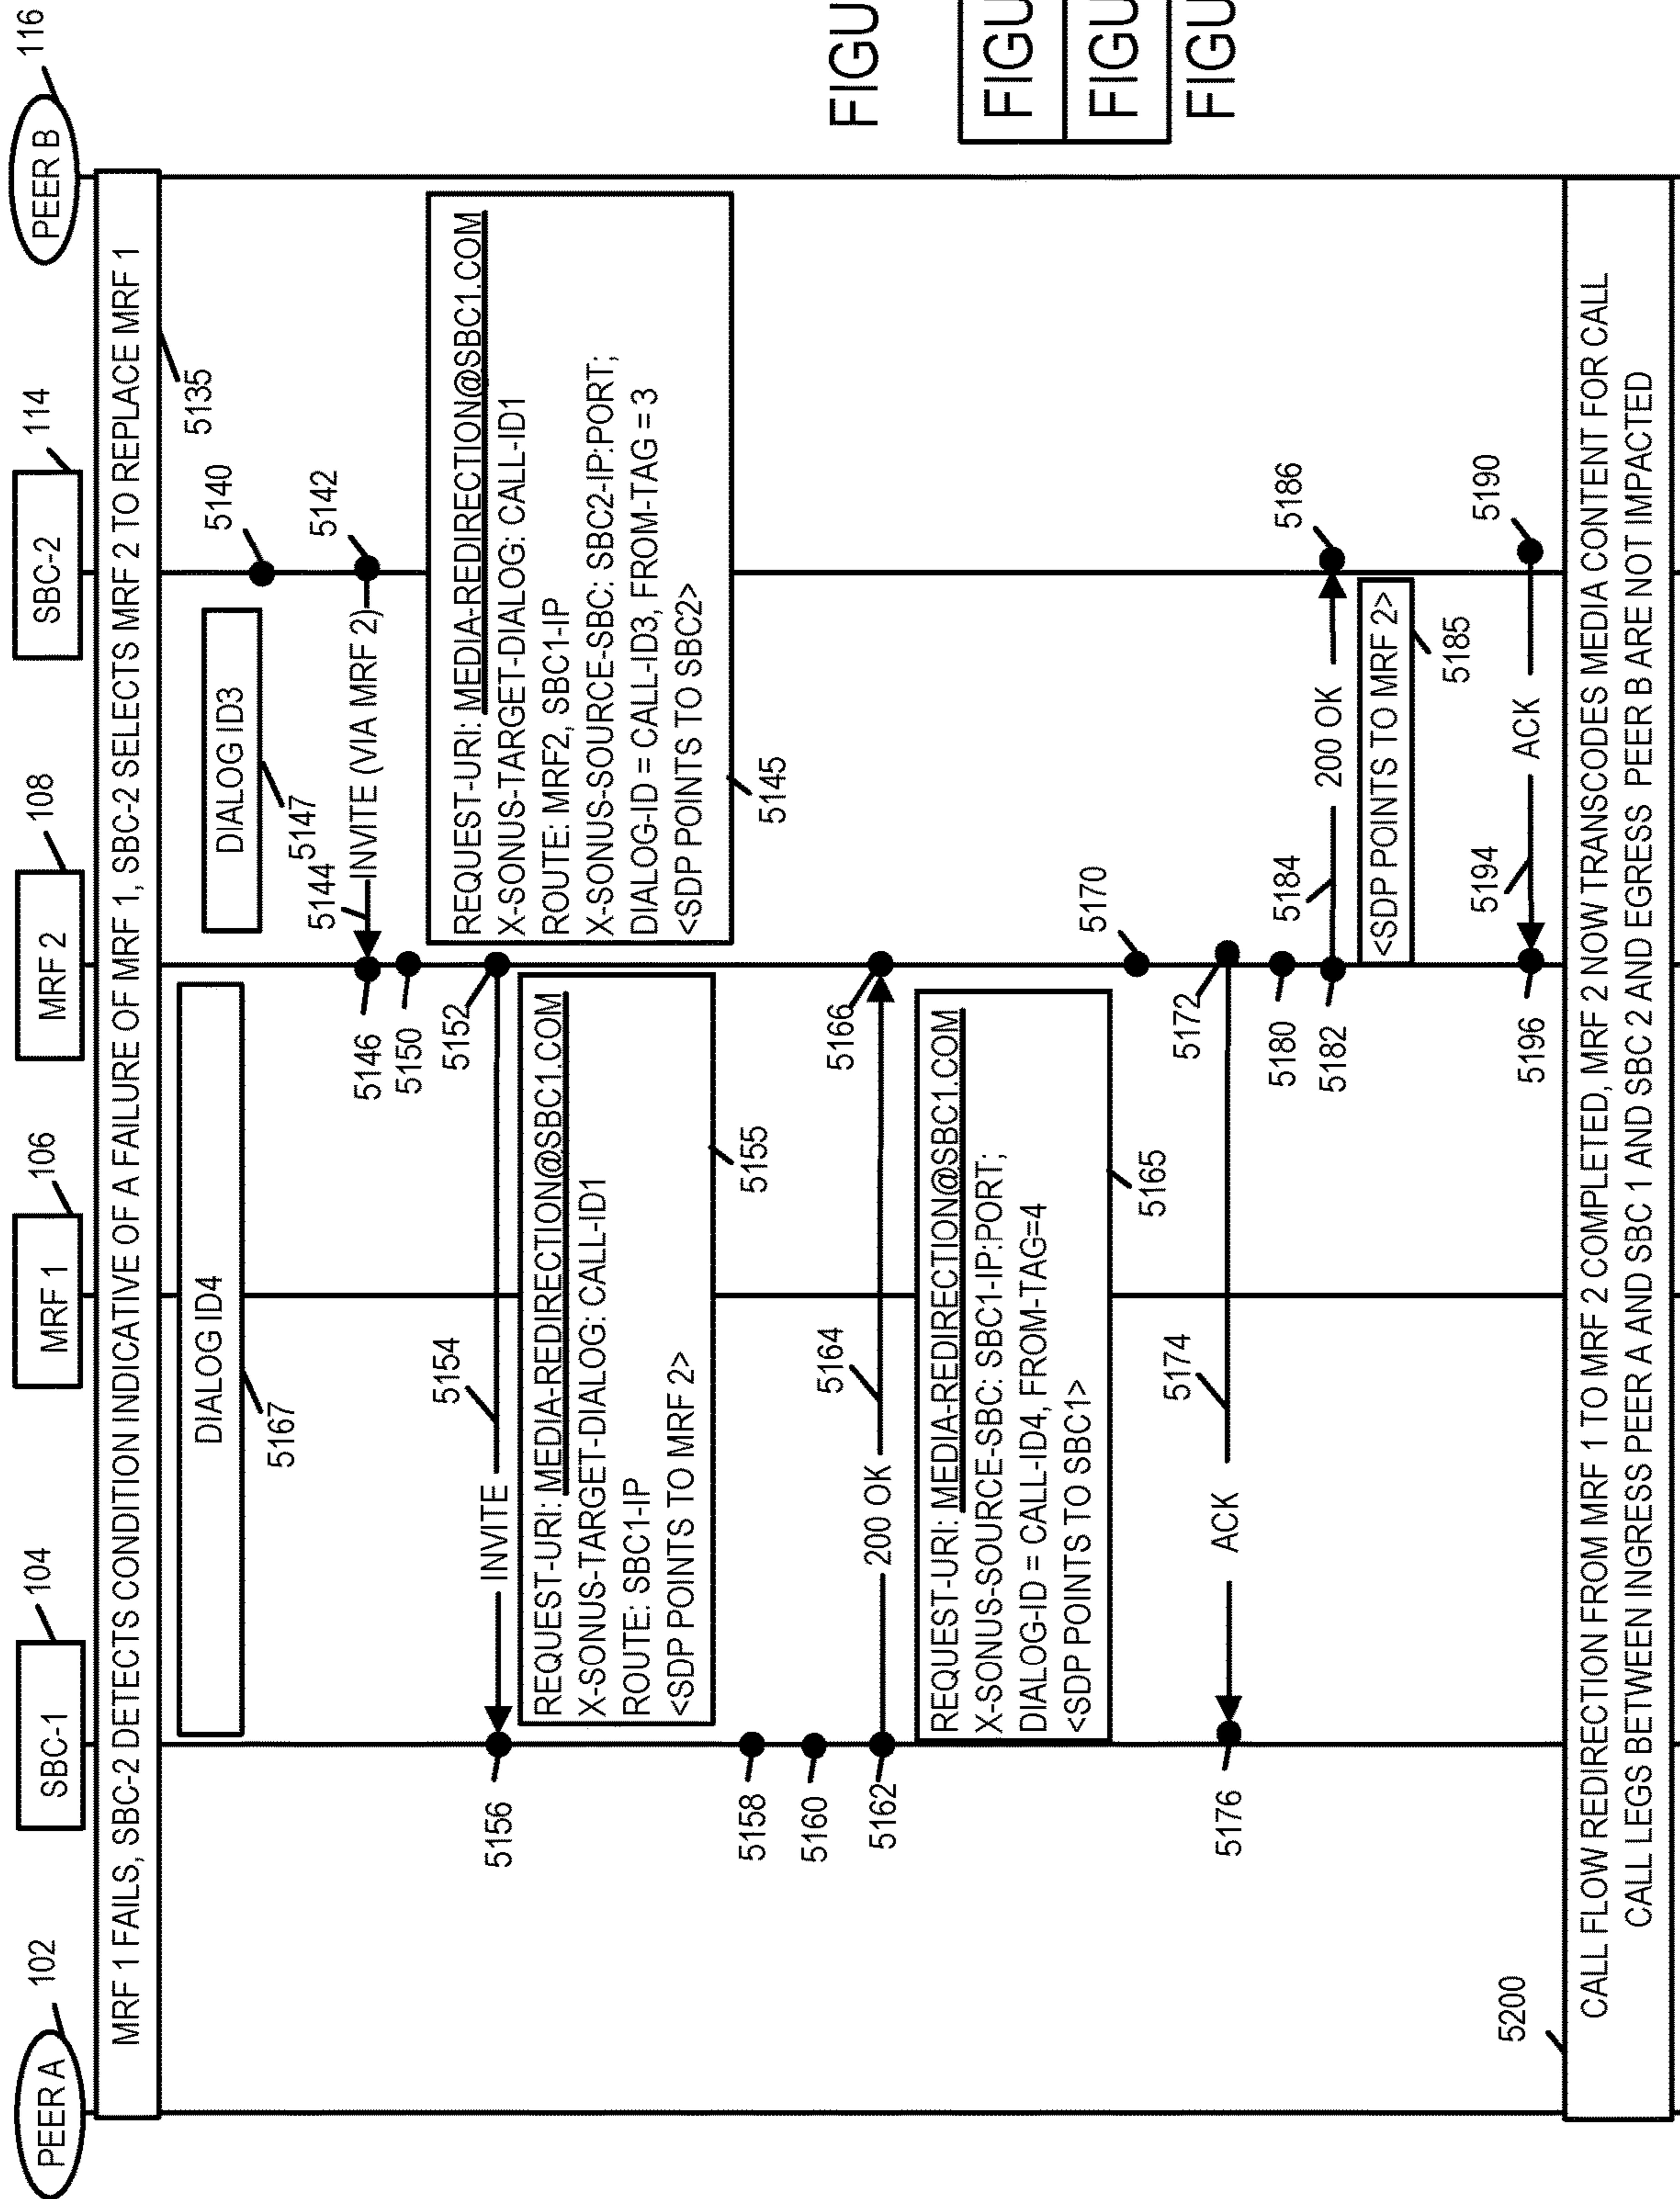 PEER A
102
SBC-1
104
MRF 1
106
MRF 2
108
SBC-2
114
PEER B
116
MRF 1 FAILS, SBC-2 DETECTS CONDITION INDICATIVE OF A FAILURE OF MRF 1, SBC-2 SELECTS MRF 2 TO REPLACE MRF 1
5135
DIALOG ID4
5167
DIALOG ID3
5147
5140
5142
5144
INVITE (VIA MRF 2)
5146
5150
REQUEST-URI: MEDIA-REDIRECTION@SBC1.COM
X-SONUS-TARGET-DIALOG: CALL-ID1
ROUTE: MRF2, SBC1-IP
X-SONUS-SOURCE-SBC: SBC2-IP:PORT;
DIALOG-ID = CALL-ID3, FROM-TAG = 3
<SDP POINTS TO SBC2>
5145
5152
5154
INVITE
5156
REQUEST-URI: MEDIA-REDIRECTION@SBC1.COM
X-SONUS-TARGET-DIALOG: CALL-ID1
ROUTE: SBC1-IP
<SDP POINTS TO MRF 2>
5155
5158
5160
5162
200 OK
5164
5166
REQUEST-URI: MEDIA-REDIRECTION@SBC1.COM
X-SONUS-SOURCE-SBC: SBC1-IP:PORT;
DIALOG-ID = CALL-ID4, FROM-TAG=4
<SDP POINTS TO SBC1>
5165
5170
5172
5174
ACK
5176
5180
5182
5184
200 OK
5186
<SDP POINTS TO MRF 2>
5185
5190
ACK
5194
5196
5200
CALL FLOW REDIRECTION FROM MRF 1 TO MRF 2 COMPLETED, MRF 2 NOW TRANSCODES MEDIA CONTENT FOR CALL
CALL LEGS BETWEEN INGRESS PEER A AND SBC 1 AND SBC 2 AND EGRESS PEER B ARE NOT IMPACTED
FIGU
FIGU
FIGU
FIGU